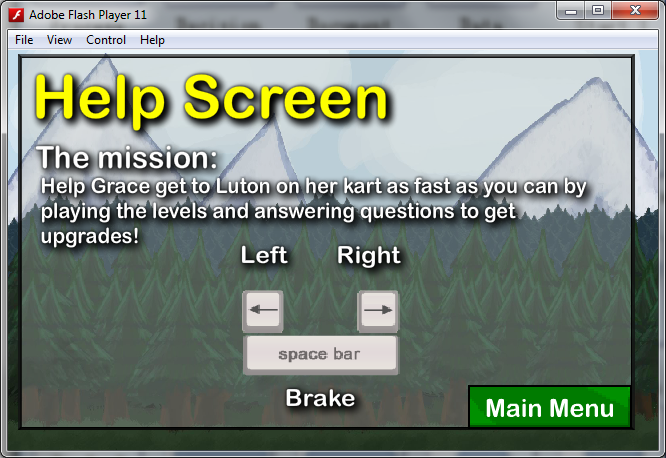 Adobe Flash Player 11
File View Control Help
Help Screen
The mission:
Help Grace get to Luton on her kart as fast as you can by
playing the levels and answering questions to get
upgrades!
Left Right
← →
space bar
Brake
Main Menu